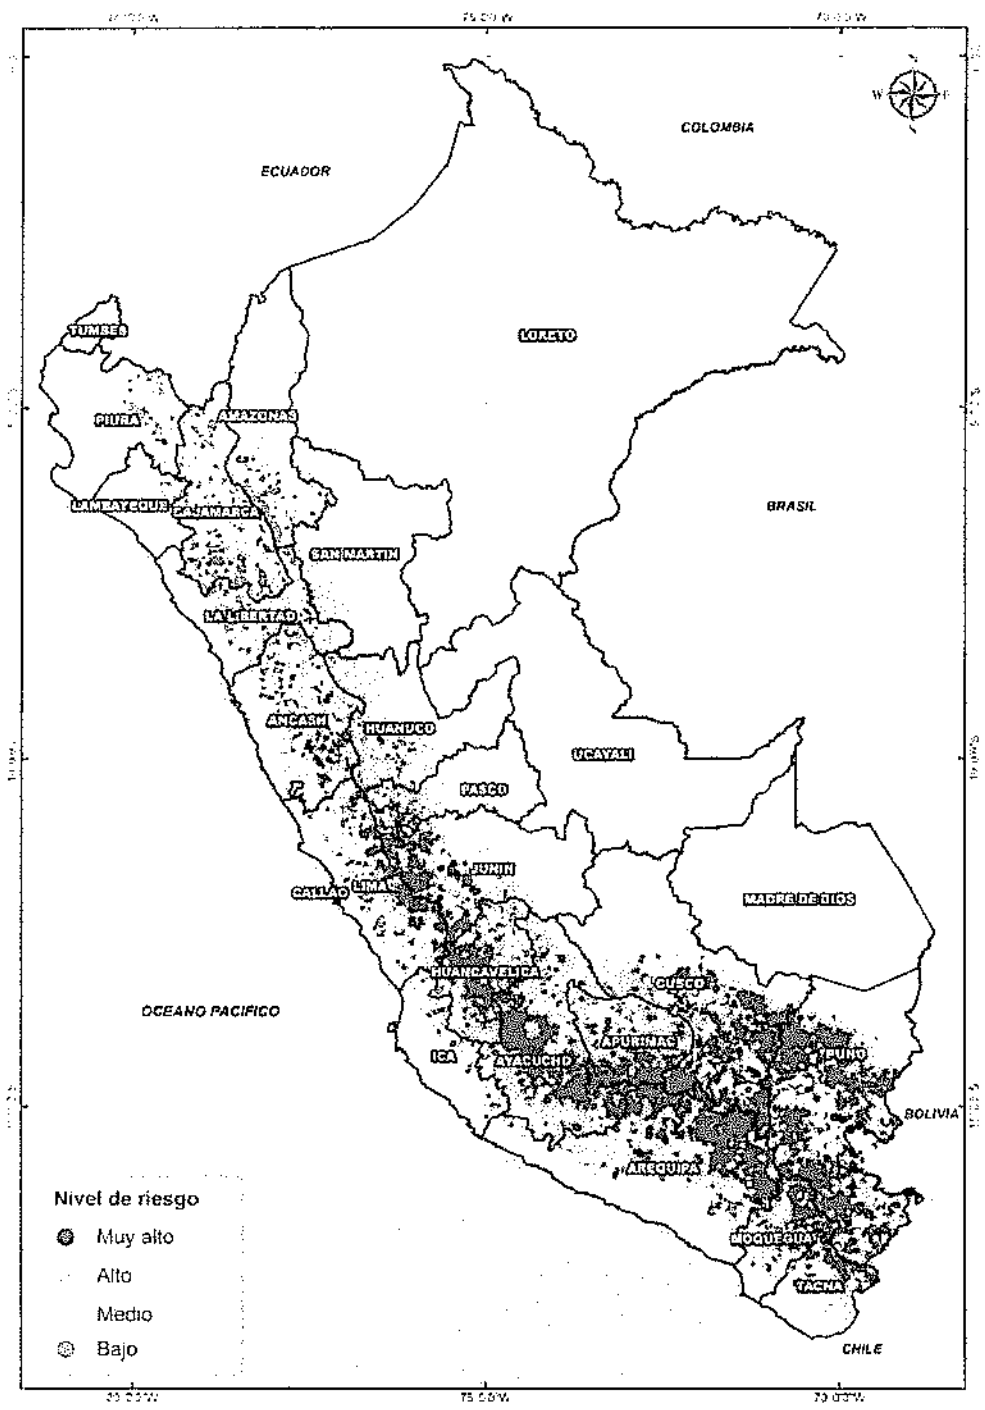 75 00 W
COLOMBIA
ECUADOR
W
TUMBES
LORETO
PIURA
AMAZONAS
LAMBAYEQUE
CAJAMARCA
BRASIL
SAN MARTIN
LA LIBERTAD
ANCASH
HUANUCO
UCAYALI
PASCO
JUNIN
CALLAO
LIMA
MADRE DE DIOS
HUANCAVELICA
CUSCO
OCEANO PACIFICO
ICA
AYACUCHO
APURIMAC
PUNO
BOLIVIA
AREQUIPA
Nivel de riesgo
Muy alto
MOQUEGUA
Alto
TACNA
Medio
Bajo
CHILE